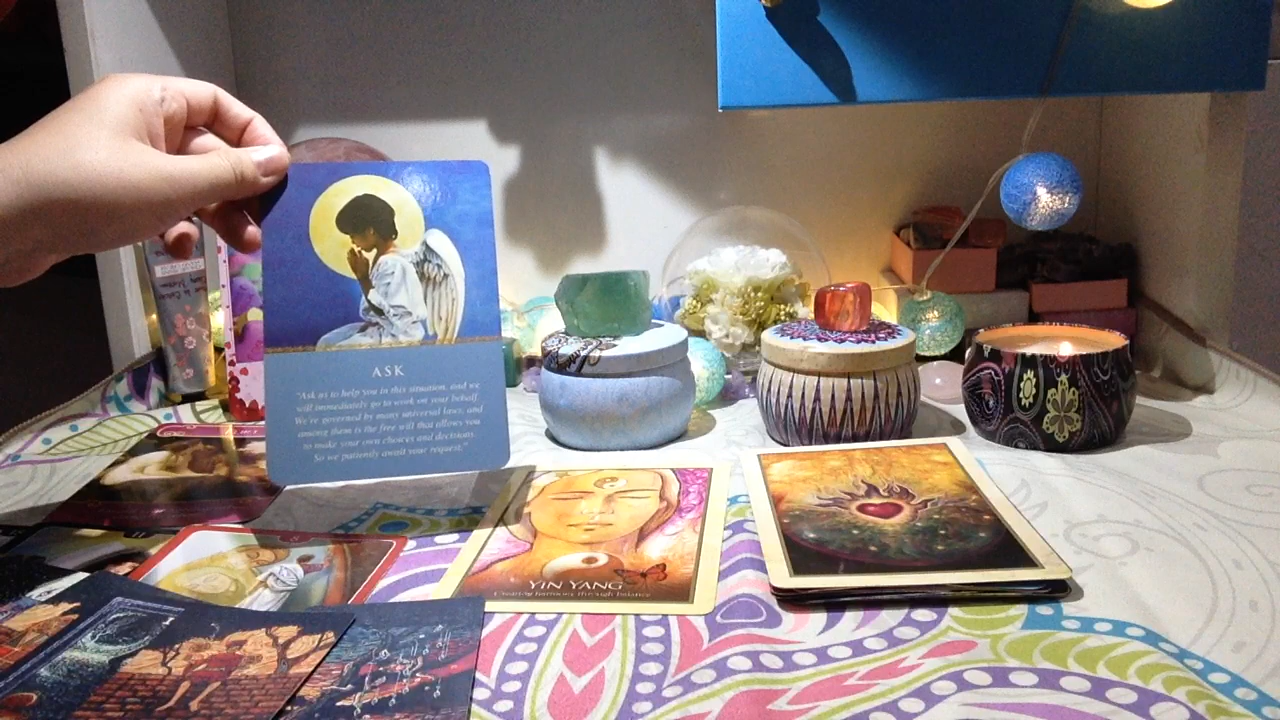 ASK
"Ask us to help you in this situation, and we
will immediately go to work on your behalf.
We're governed by many universal laws, and
among them is the free will that allows you
to make your own choices and decisions.
So we patiently await your request."
YIN YANG
Creating harmony through balance